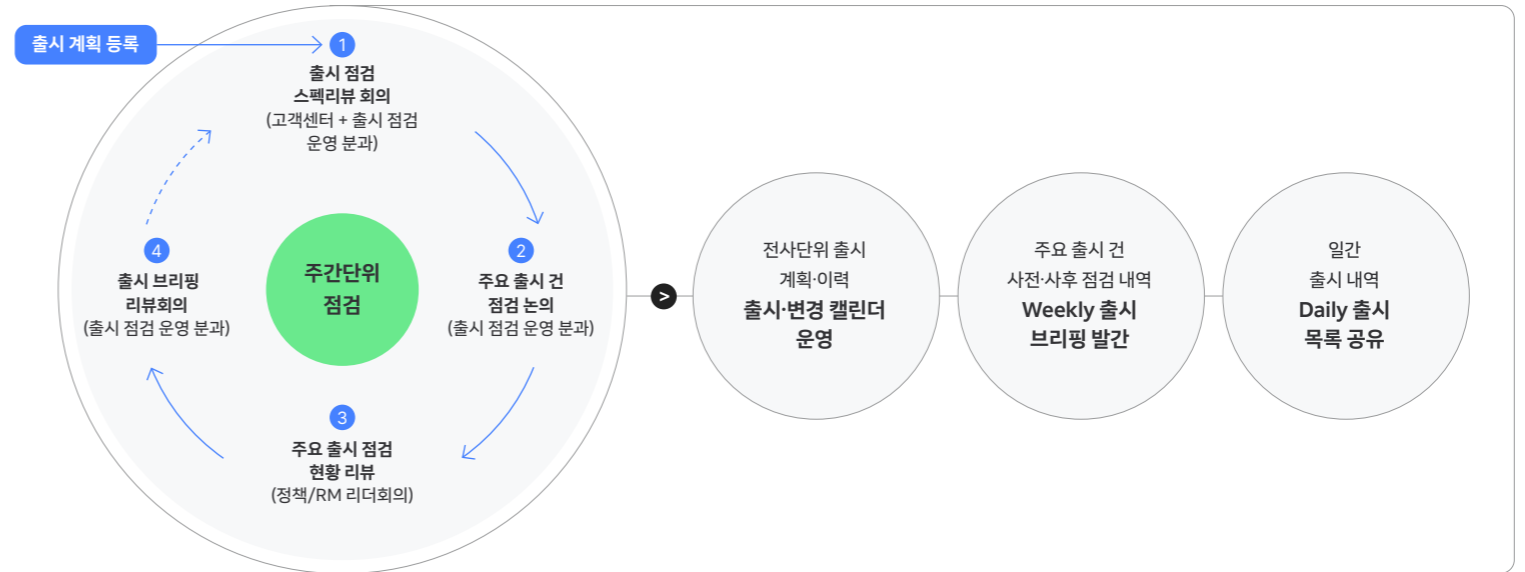 출시 계획 등록
1
출시 점검
스펙리뷰 회의
(고객센터 + 출시 점검
운영 분과)
2
주요 출시 건
점검 논의
(출시 점검 운영 분과)
3
주요 출시 점검
현황 리뷰
(정책/RM 리더회의)
4
출시 브리핑
리뷰회의
(출시 점검 운영 분과)
주간단위
점검
>
전사단위 출시
계획·이력
출시·변경 캘린더
운영
주요 출시 건
사전·사후 점검 내역
Weekly 출시
브리핑 발간
일간
출시 내역
Daily 출시
목록 공유